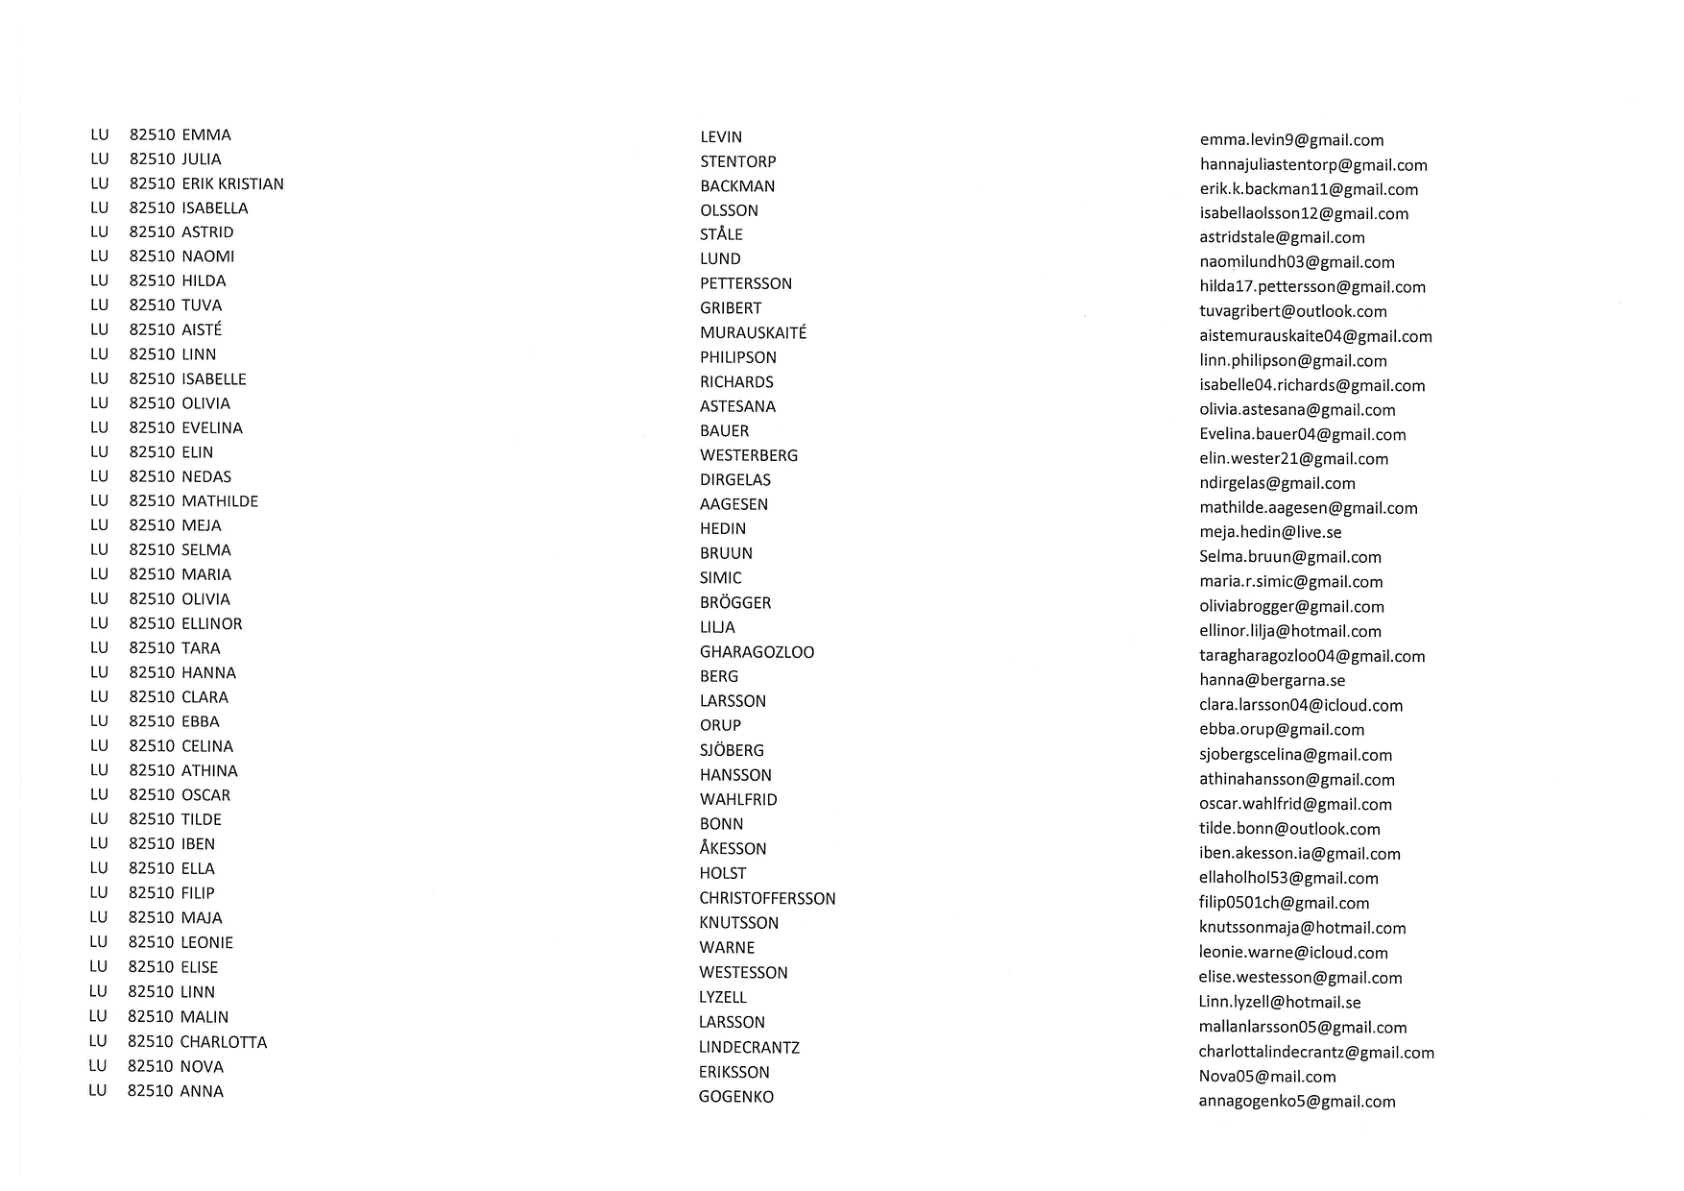 LU 82510 EMMA LEVIN emma.levin9@gmail.com
LU 82510 JULIA STENTORP hannajuliastentorp@gmail.com
LU 82510 ERIK KRISTIAN BACKMAN erik.k.backman11@gmail.com
LU 82510 ISABELLA OLSSON isabellaolsson12@gmail.com
LU 82510 ASTRID STÅLE astridstale@gmail.com
LU 82510 NAOMI LUND naomilundh03@gmail.com
LU 82510 HILDA PETTERSSON hilda17.pettersson@gmail.com
LU 82510 TUVA GRIBERT tuvagribert@outlook.com
LU 82510 AISTÉ MURAUSKAITÉ aistemurauskaite04@gmail.com
LU 82510 LINN PHILIPSON linn.philipson@gmail.com
LU 82510 ISABELLE RICHARDS isabelle04.richards@gmail.com
LU 82510 OLIVIA ASTESANA olivia.astesana@gmail.com
LU 82510 EVELINA BAUER Evelina.bauer04@gmail.com
LU 82510 ELIN WESTERBERG elin.wester21@gmail.com
LU 82510 NEDAS DIRGELAS ndirgelas@gmail.com
LU 82510 MATHILDE AAGESEN mathilde.aagesen@gmail.com
LU 82510 MEJA HEDIN meja.hedin@live.se
LU 82510 SELMA BRUUN Selma.bruun@gmail.com
LU 82510 MARIA SIMIC maria.r.simic@gmail.com
LU 82510 OLIVIA BRÖGGER oliviabrogger@gmail.com
LU 82510 ELLINOR LILJA ellinor.lilja@hotmail.com
LU 82510 TARA GHARAGOZLOO taragharagozloo04@gmail.com
LU 82510 HANNA BERG hanna@bergarna.se
LU 82510 CLARA LARSSON clara.larsson04@icloud.com
LU 82510 EBBA ORUP ebba.orup@gmail.com
LU 82510 CELINA SJÖBERG sjobergscelina@gmail.com
LU 82510 ATHINA HANSSON athinahansson@gmail.com
LU 82510 OSCAR WAHLFRID oscar.wahlfrid@gmail.com
LU 82510 TILDE BONN tilde.bonn@outlook.com
LU 82510 IBEN ÅKESSON iben.akesson.ia@gmail.com
LU 82510 ELLA HOLST ellaholhol53@gmail.com
LU 82510 FILIP CHRISTOFFERSSON filip0501ch@gmail.com
LU 82510 MAJA KNUTSSON knutssonmaja@hotmail.com
LU 82510 LEONIE WARNE leonie.warne@icloud.com
LU 82510 ELISE WESTESSON elise.westesson@gmail.com
LU 82510 LINN LYZELL Linn.lyzell@hotmail.se
LU 82510 MALIN LARSSON mallanlarsson05@gmail.com
LU 82510 CHARLOTTA LINDECRANTZ charlottalindecrantz@gmail.com
LU 82510 NOVA ERIKSSON Nova05@mail.com
LU 82510 ANNA GOGENKO annagogenko5@gmail.com